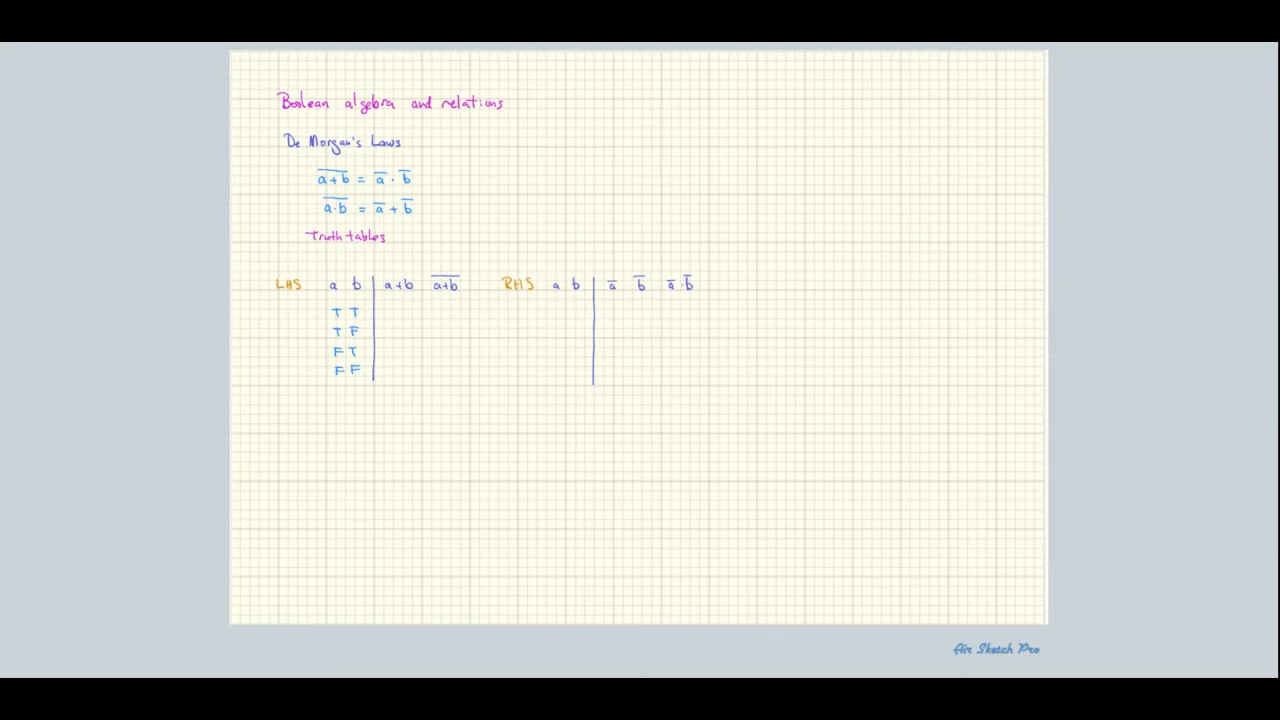 Boolean algebra and relations
De Morgan's Laws
a̅+̅b̅ = a̅ · b̅
a̅·̅b̅ = a̅ + b̅
Truth tables
LHS a b | a+b a̅+̅b̅ RHS a b | a̅ b̅ a̅·b̅
T T
T F
F T
F F
Air Sketch Pro